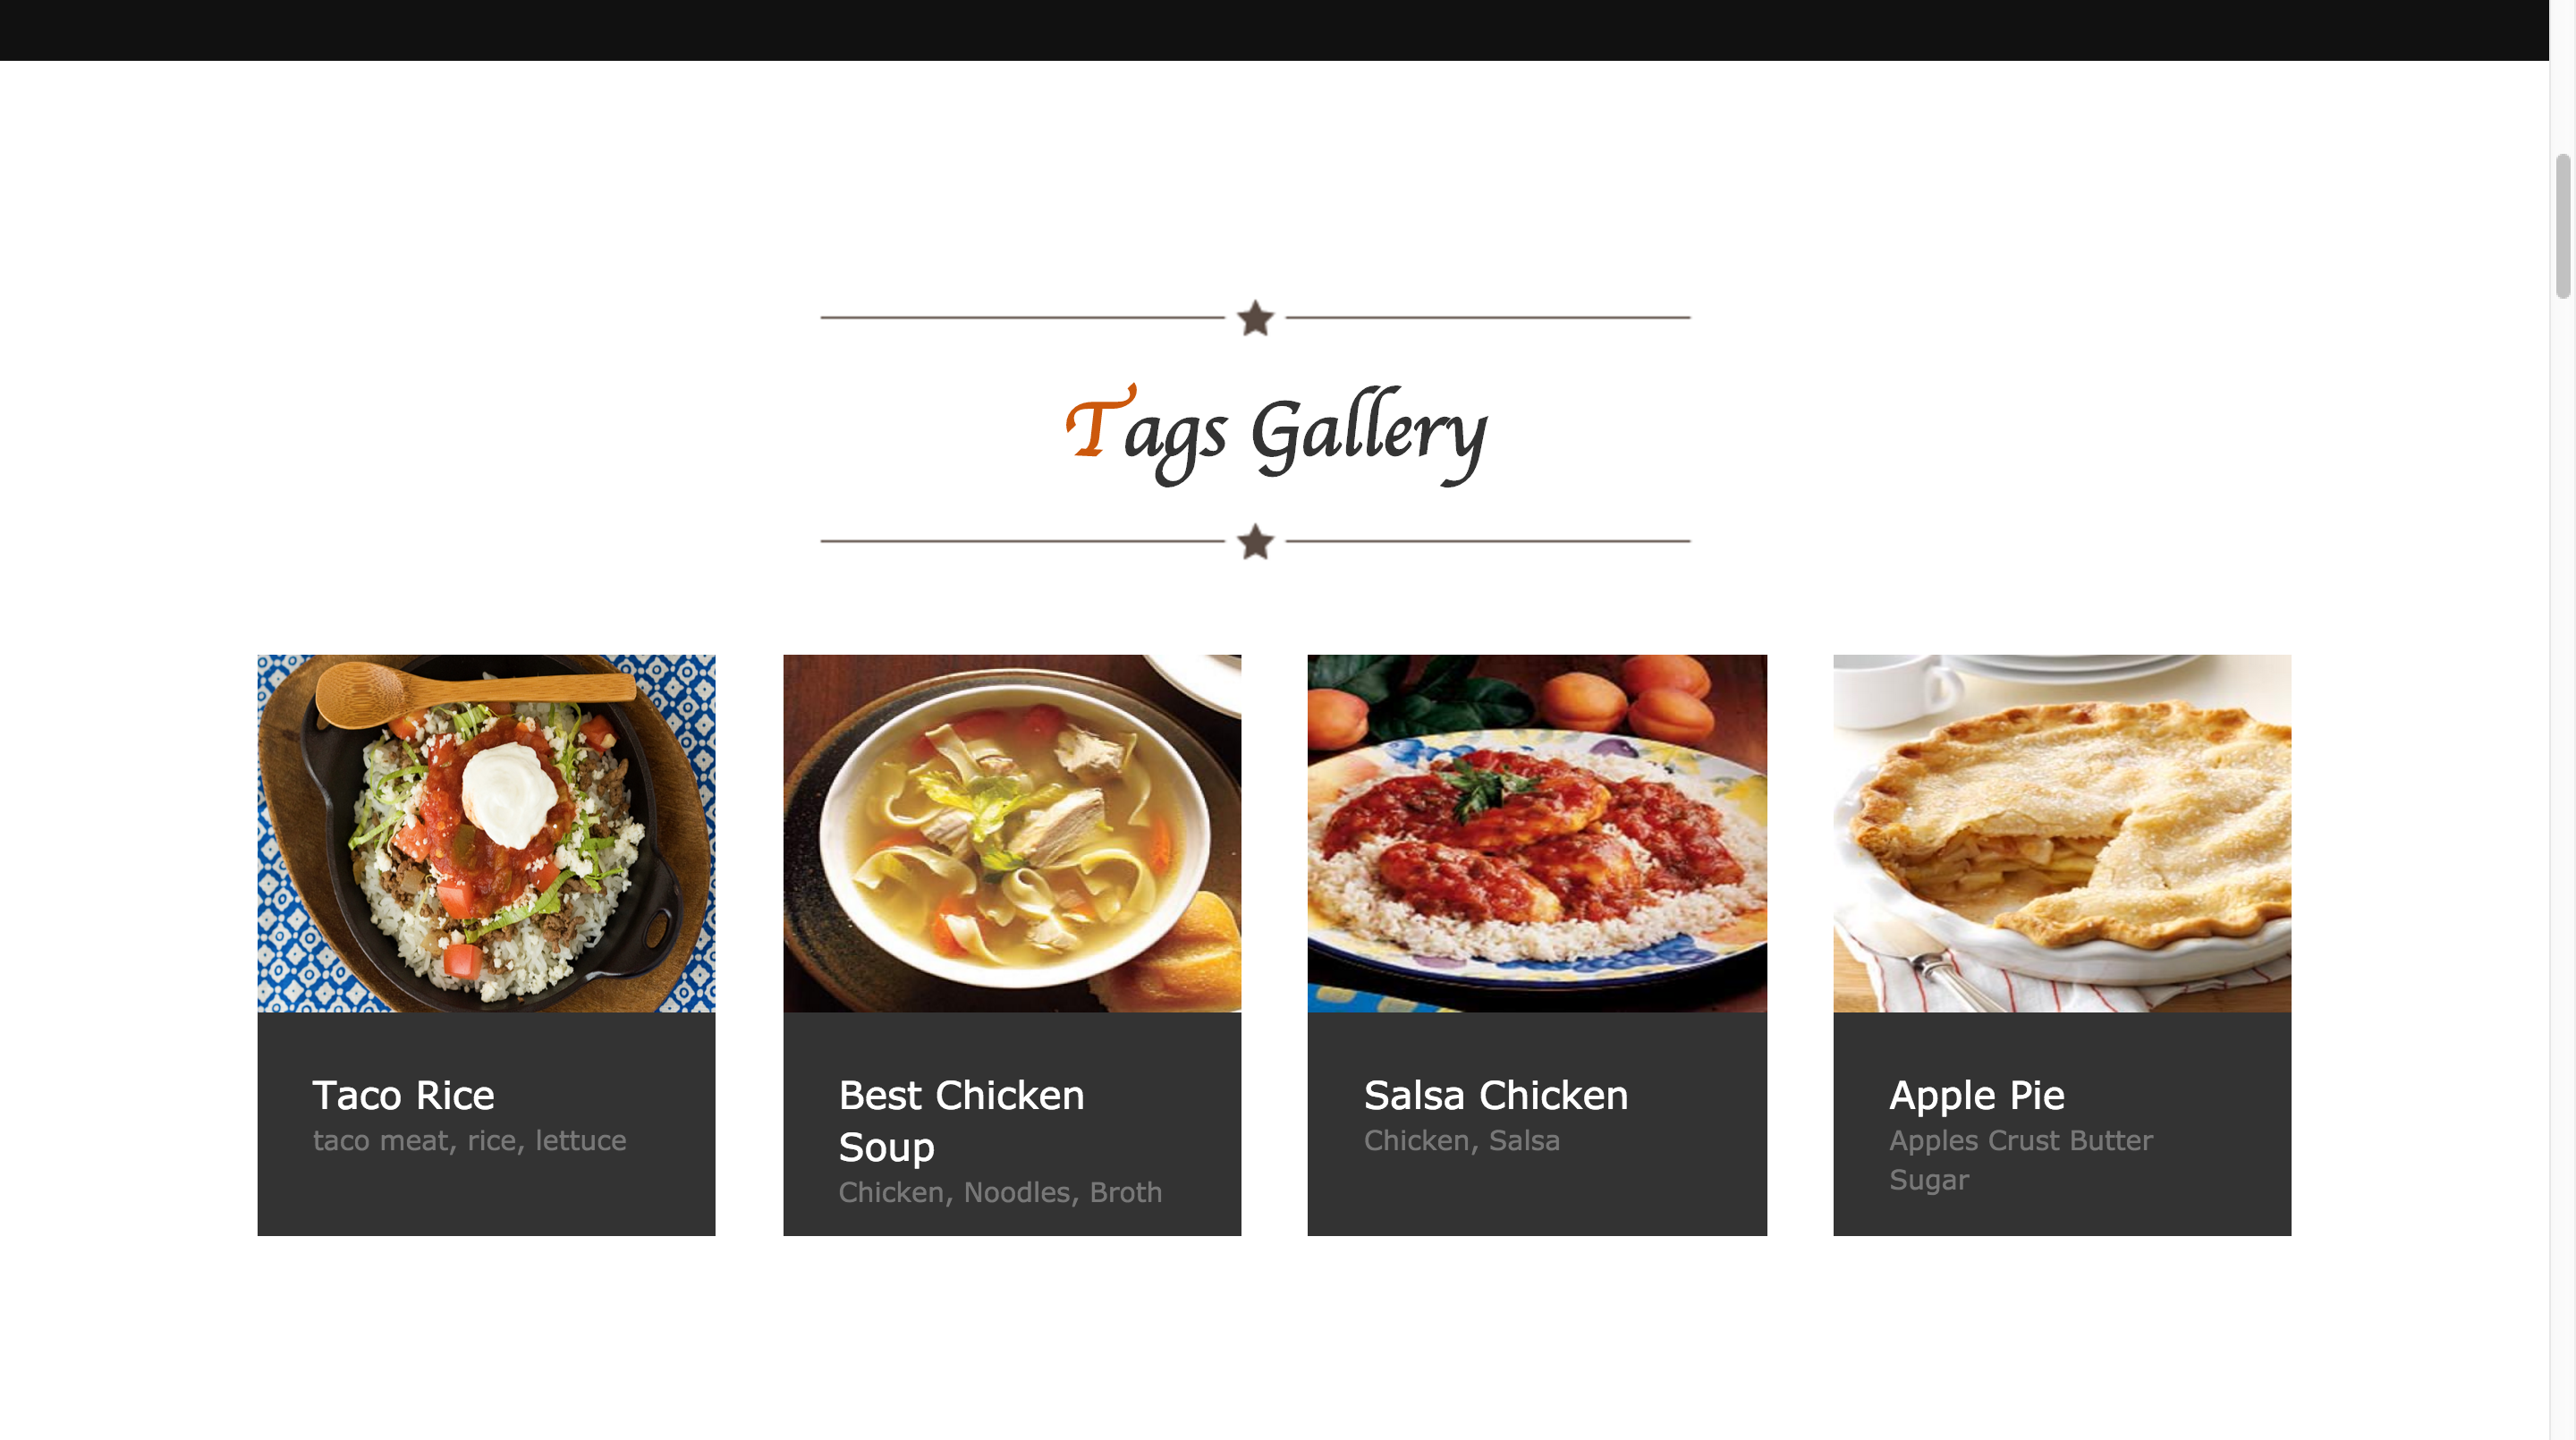 Tags Gallery
Taco Rice
taco meat, rice, lettuce
Best Chicken
Soup
Chicken, Noodles, Broth
Salsa Chicken
Chicken, Salsa
Apple Pie
Apples Crust Butter
Sugar